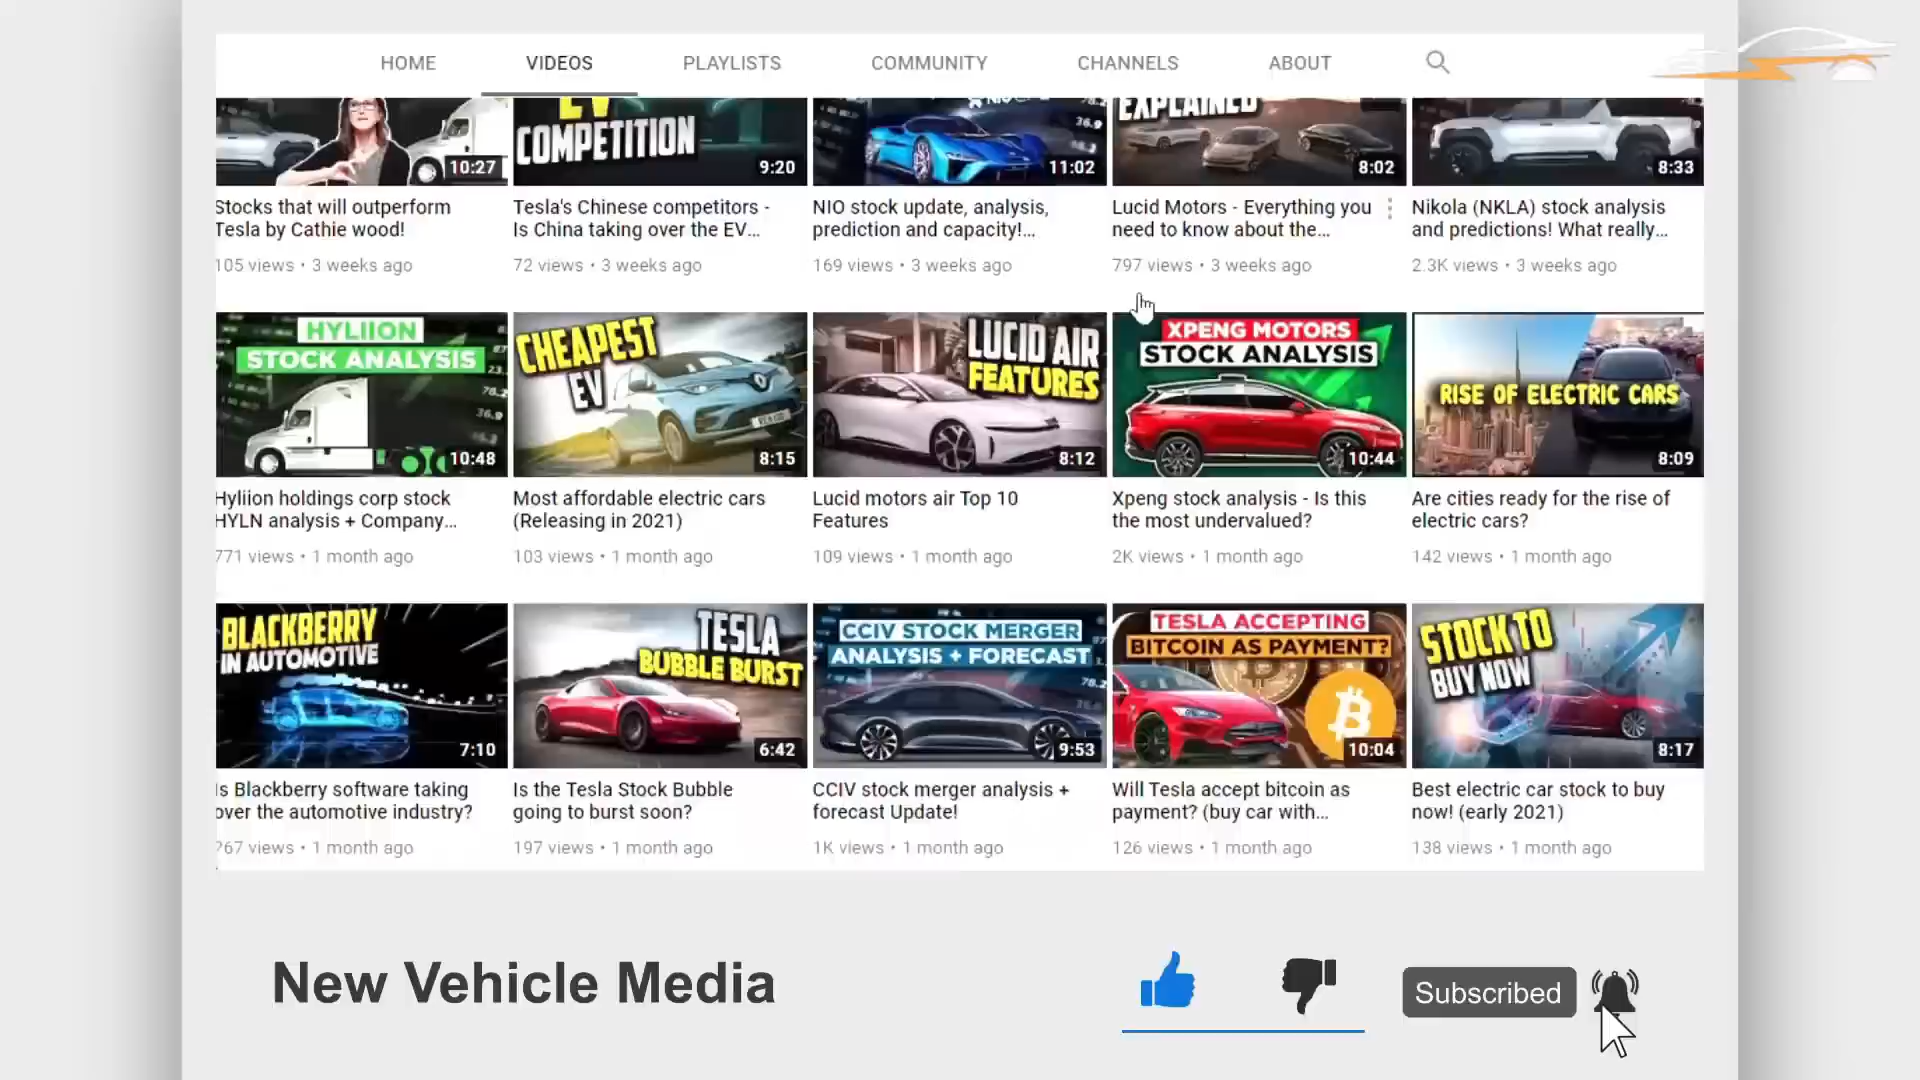 HOME VIDEOS PLAYLISTS COMMUNITY CHANNELS ABOUT
10:27
EV
COMPETITION
9:20
36.9
11:02
EXPLAINED
8:02
8:33
Stocks that will outperform
Tesla by Cathie wood!
105 views • 3 weeks ago
Tesla's Chinese competitors -
Is China taking over the EV...
72 views • 3 weeks ago
NIO stock update, analysis,
prediction and capacity!...
169 views • 3 weeks ago
Lucid Motors - Everything you
need to know about the...
797 views • 3 weeks ago
Nikola (NKLA) stock analysis
and predictions! What really...
2.3K views • 3 weeks ago
HYLIION
STOCK ANALYSIS
78.2
36.9
10:48
CHEAPEST
EV
8:15
LUCID AIR
FEATURES
8:12
XPENG MOTORS
STOCK ANALYSIS
10:44
RISE OF ELECTRIC CARS
8:09
Hyliion holdings corp stock
HYLN analysis + Company...
771 views • 1 month ago
Most affordable electric cars
(Releasing in 2021)
103 views • 1 month ago
Lucid motors air Top 10
Features
109 views • 1 month ago
Xpeng stock analysis - Is this
the most undervalued?
2K views • 1 month ago
Are cities ready for the rise of
electric cars?
142 views • 1 month ago
BLACKBERRY
IN AUTOMOTIVE
7:10
TESLA
BUBBLE BURST
6:42
CCIV STOCK MERGER
ANALYSIS + FORECAST
78.2
9:53
TESLA ACCEPTING
BITCOIN AS PAYMENT?
10:04
STOCK TO
BUY NOW
8:17
Is Blackberry software taking
over the automotive industry?
267 views • 1 month ago
Is the Tesla Stock Bubble
going to burst soon?
197 views • 1 month ago
CCIV stock merger analysis +
forecast Update!
1K views • 1 month ago
Will Tesla accept bitcoin as
payment? (buy car with...
126 views • 1 month ago
Best electric car stock to buy
now! (early 2021)
138 views • 1 month ago
New Vehicle Media
Subscribed